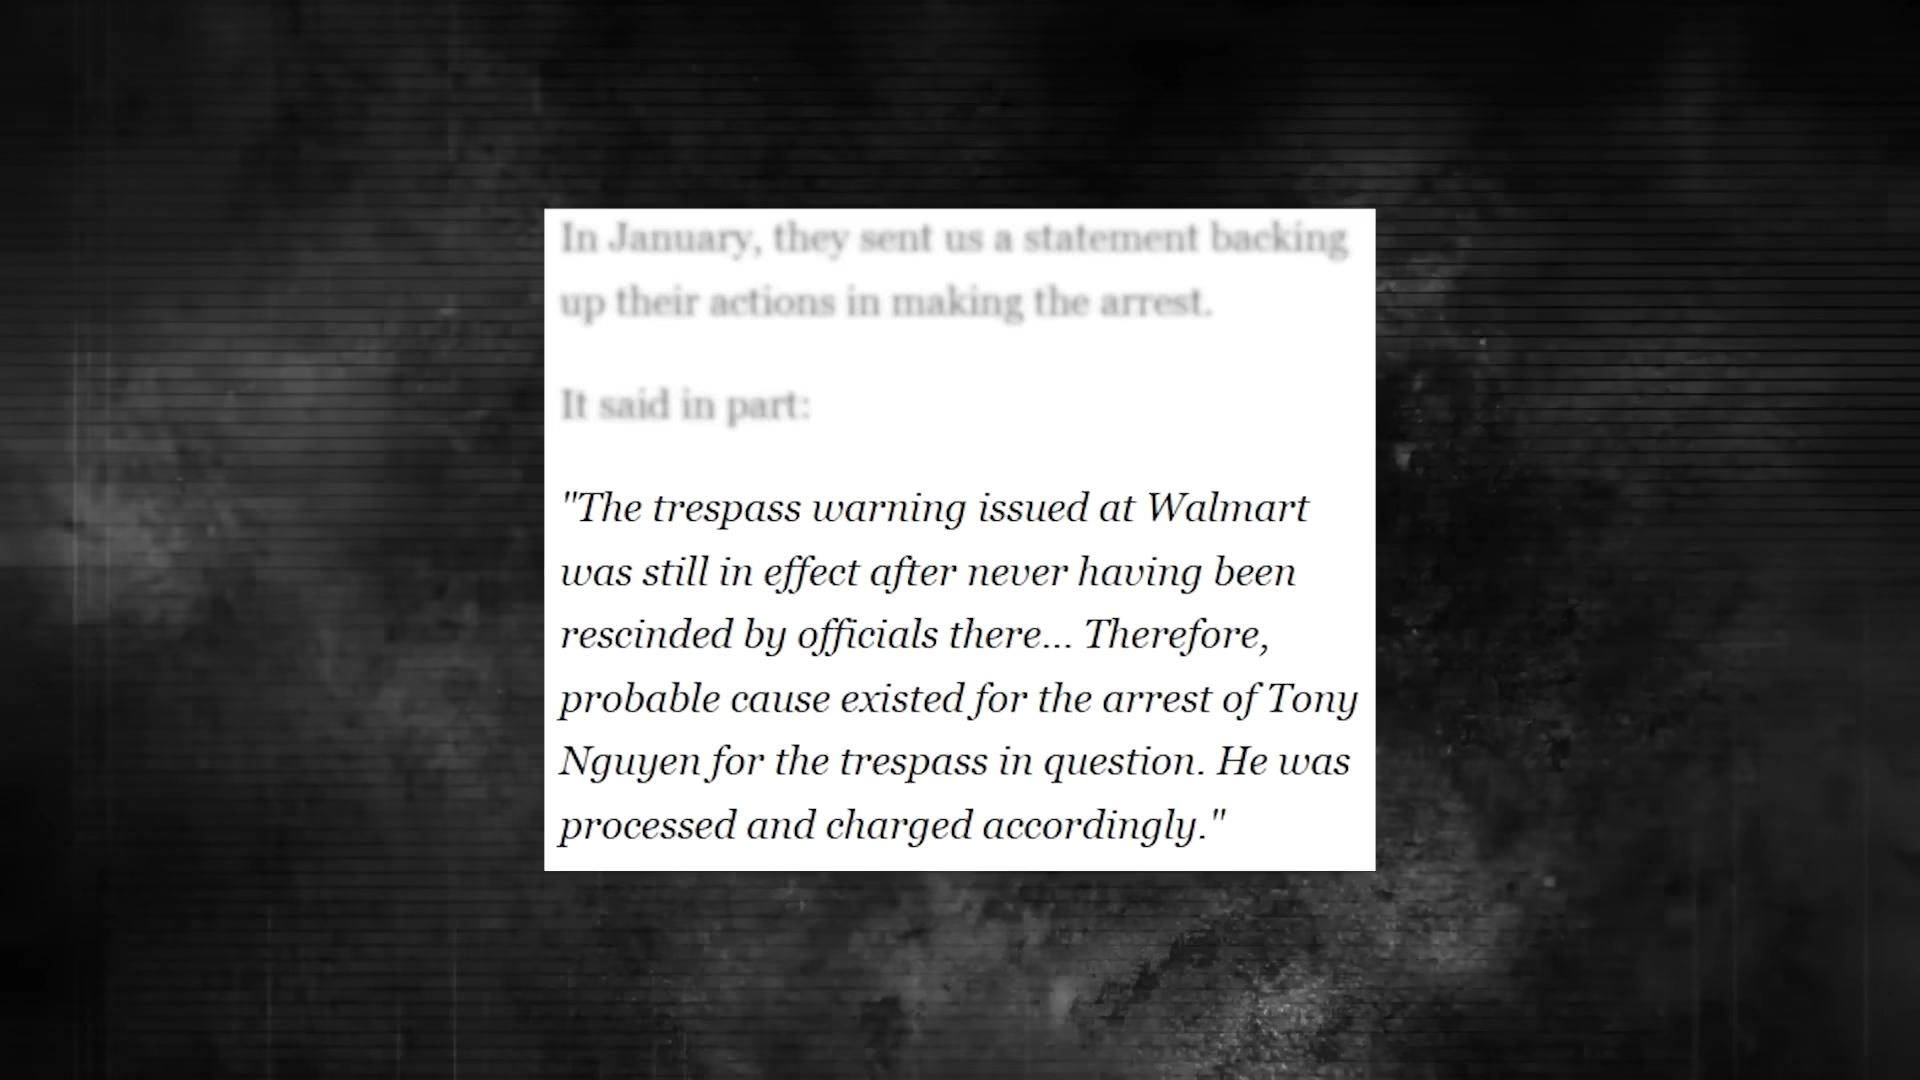 In January, they sent us a statement backing
up their actions in making the arrest.
It said in part:
"The trespass warning issued at Walmart
was still in effect after never having been
rescinded by officials there... Therefore,
probable cause existed for the arrest of Tony
Nguyen for the trespass in question. He was
processed and charged accordingly."